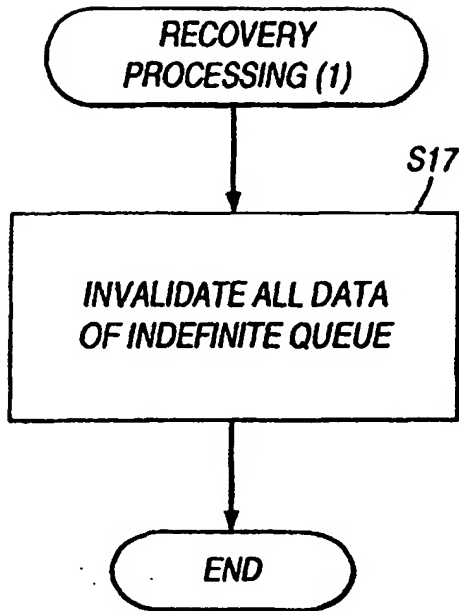 RECOVERY
PROCESSING (1)
S17
INVALIDATE ALL DATA
OF INDEFINITE QUEUE
END